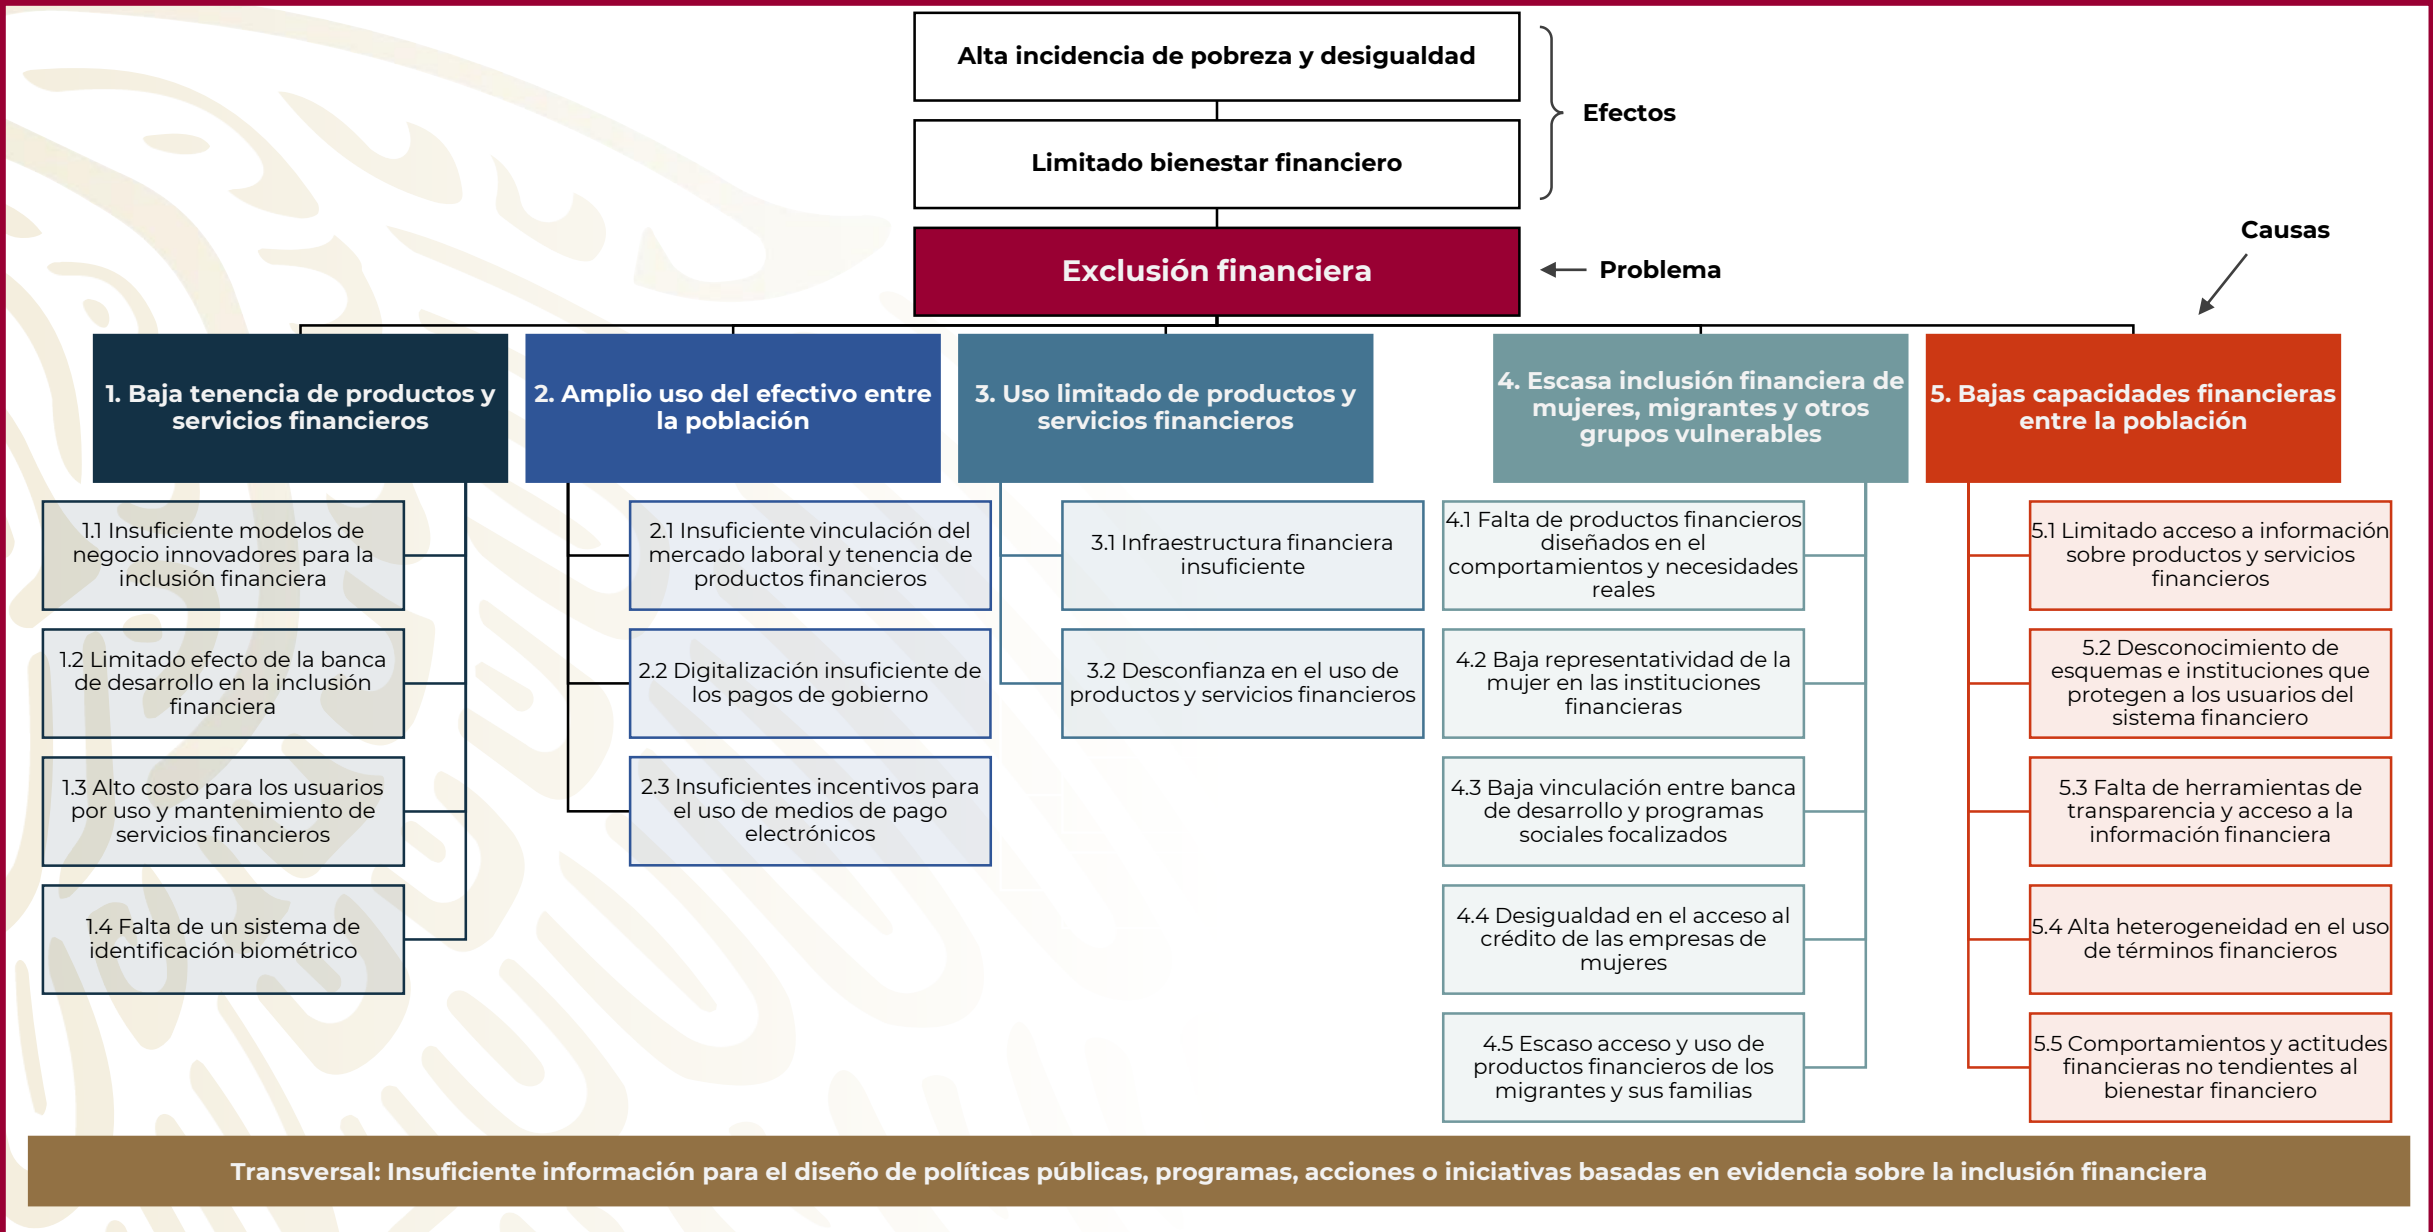 Alta incidencia de pobreza y desigualdad
Efectos
Limitado bienestar financiero
Exclusión financiera
Problema
Causas
1. Baja tenencia de productos y
servicios financieros
2. Amplio uso del efectivo entre
la población
3. Uso limitado de productos y
servicios financieros
4. Escasa inclusión financiera de
mujeres, migrantes y otros
grupos vulnerables
5. Bajas capacidades financieras
entre la población
1.1 Insuficiente modelos de
negocio innovadores para la
inclusión financiera
1.2 Limitado efecto de la banca
de desarrollo en la inclusión
financiera
1.3 Alto costo para los usuarios
por uso y mantenimiento de
servicios financieros
1.4 Falta de un sistema de
identificación biométrico
2.1 Insuficiente vinculación del
mercado laboral y tenencia de
productos financieros
2.2 Digitalización insuficiente de
los pagos de gobierno
2.3 Insuficientes incentivos para
el uso de medios de pago
electrónicos
3.1 Infraestructura financiera
insuficiente
3.2 Desconfianza en el uso de
productos y servicios financieros
4.1 Falta de productos financieros
diseñados en el
comportamientos y necesidades
reales
4.2 Baja representatividad de la
mujer en las instituciones
financieras
4.3 Baja vinculación entre banca
de desarrollo y programas
sociales focalizados
4.4 Desigualdad en el acceso al
crédito de las empresas de
mujeres
4.5 Escaso acceso y uso de
productos financieros de los
migrantes y sus familias
5.1 Limitado acceso a información
sobre productos y servicios
financieros
5.2 Desconocimiento de
esquemas e instituciones que
protegen a los usuarios del
sistema financiero
5.3 Falta de herramientas de
transparencia y acceso a la
información financiera
5.4 Alta heterogeneidad en el uso
de términos financieros
5.5 Comportamientos y actitudes
financieras no tendientes al
bienestar financiero
Transversal: Insuficiente información para el diseño de políticas públicas, programas, acciones o iniciativas basadas en evidencia sobre la inclusión financiera